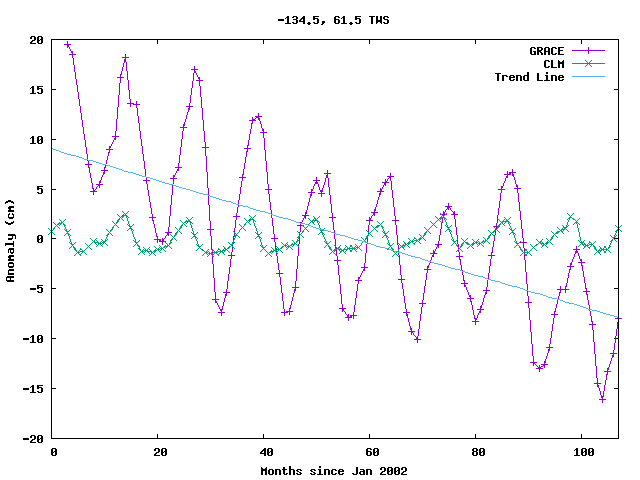 -134.5, 61.5 TWS
GRACE
CLM
Trend Line
20
15
10
5
0
-5
-10
-15
-20
Anomaly (cm)
0 20 40 60 80 100
Months since Jan 2002